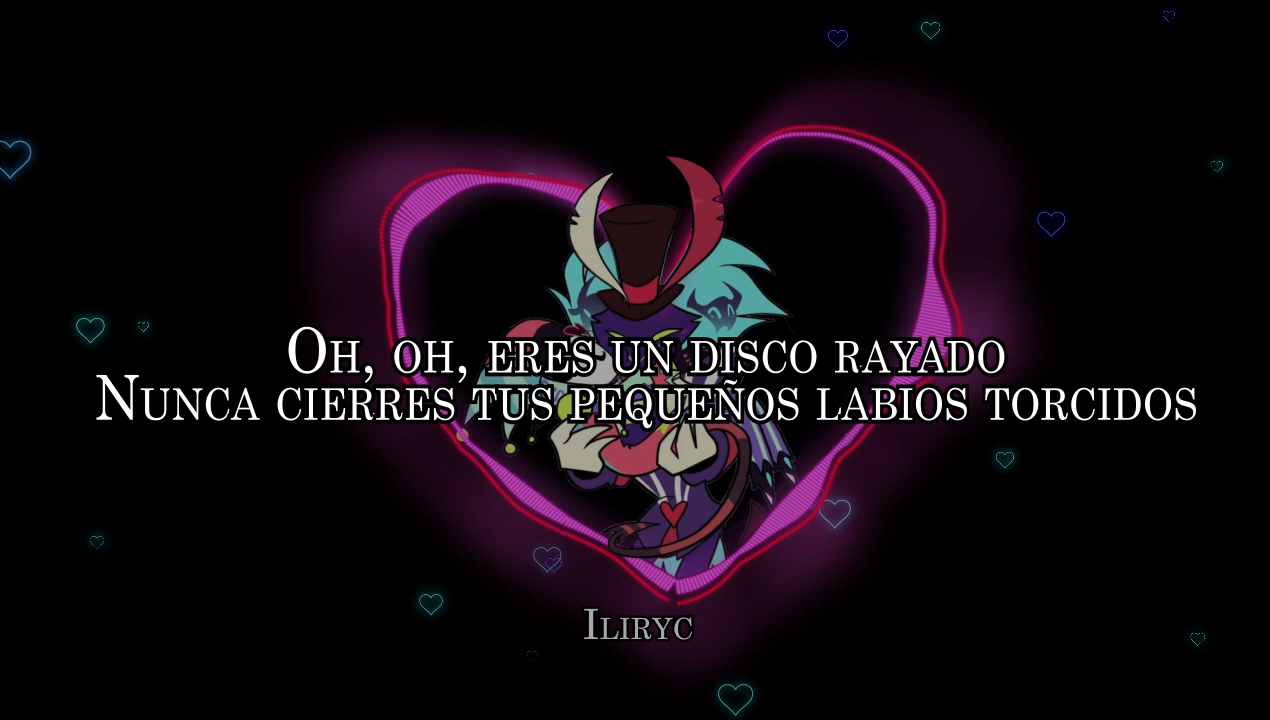 Oh, oh, eres un disco rayado
Nunca cierres tus pequeños labios torcidos
Iliryc